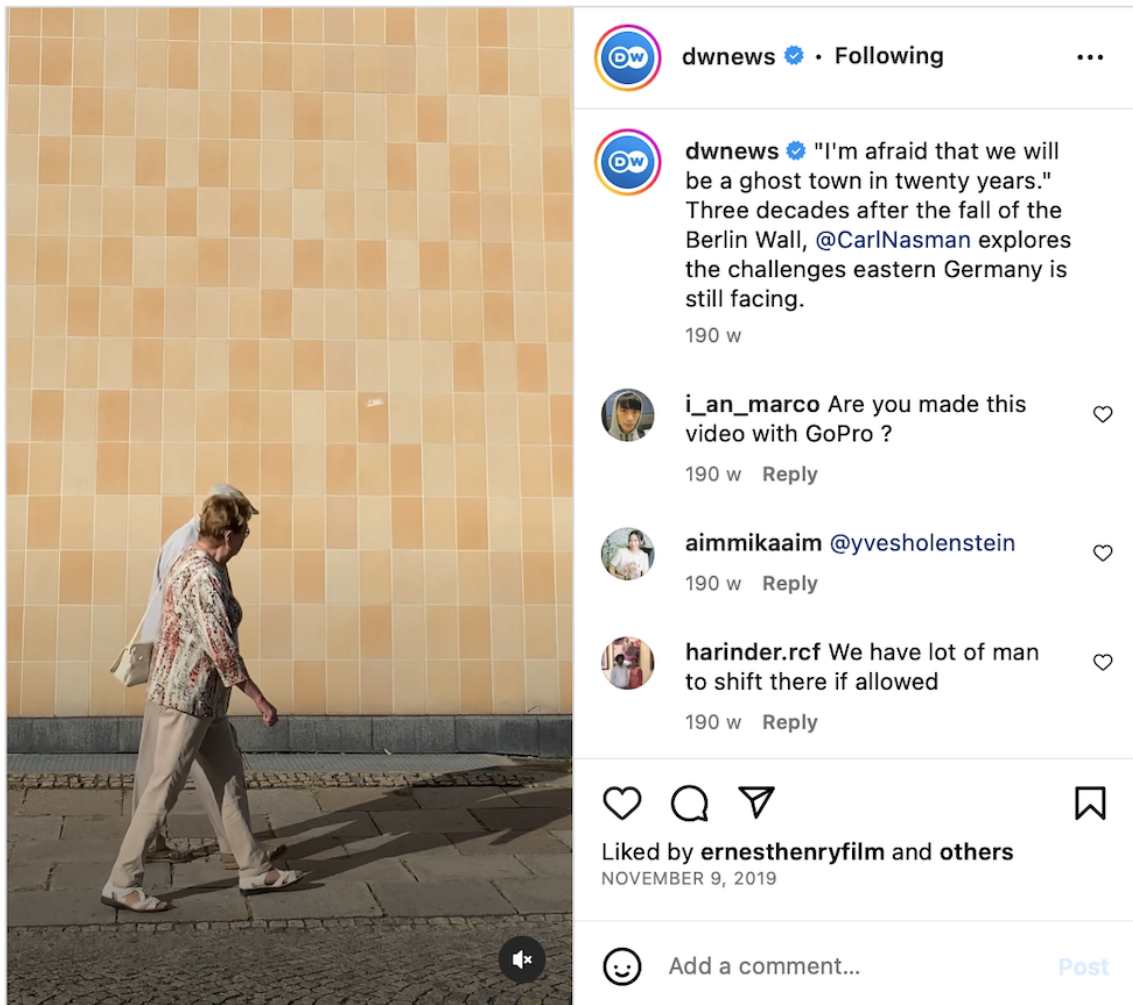 DW
dwnews • Following
DW
dwnews "I'm afraid that we will
be a ghost town in twenty years."
Three decades after the fall of the
Berlin Wall, @CarlNasman explores
the challenges eastern Germany is
still facing.
190 w
i_an_marco Are you made this
video with GoPro ?
190 w Reply
aimmikaaim @yvesholenstein
190 w Reply
harinder.rcf We have lot of man
to shift there if allowed
190 w Reply
Liked by ernesthenryfilm and others
NOVEMBER 9, 2019
Add a comment... Post